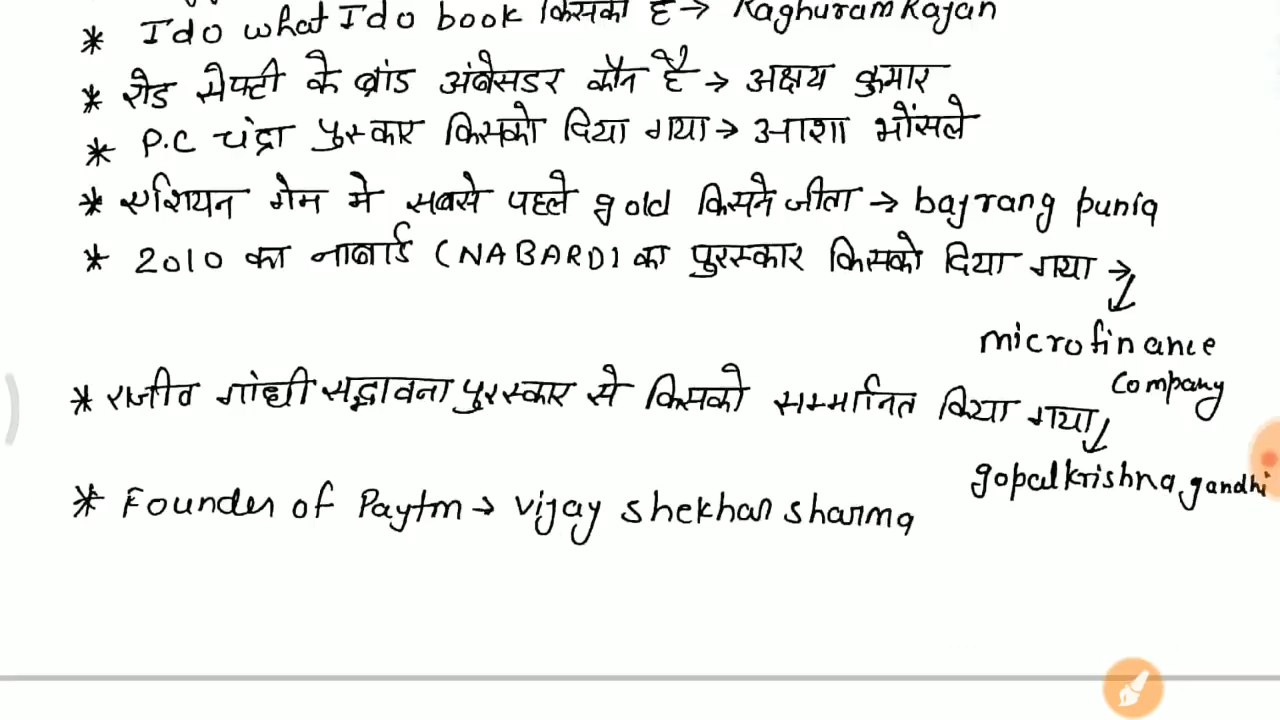 * I do what I do book किसकी है → Raghuram Rajan
* रोड सेफ्टी के ब्रांड अंबेसडर कौन है → अक्षय कुमार
* P.C चंद्रा पुरस्कार किसको दिया गया → आशा भोंसले
* एशियन गेम मे सबसे पहले gold किसने जीता → bajrang punia
* 2010 का नाबार्ड (NABARD) का पुरस्कार किसको दिया गया →
microfinance
company
* राजीव गांधी सद्भावना पुरस्कार से किसको सम्मानित किया गया
gopalkrishna gandhi
* Founder of Paytm → vijay shekhar sharma